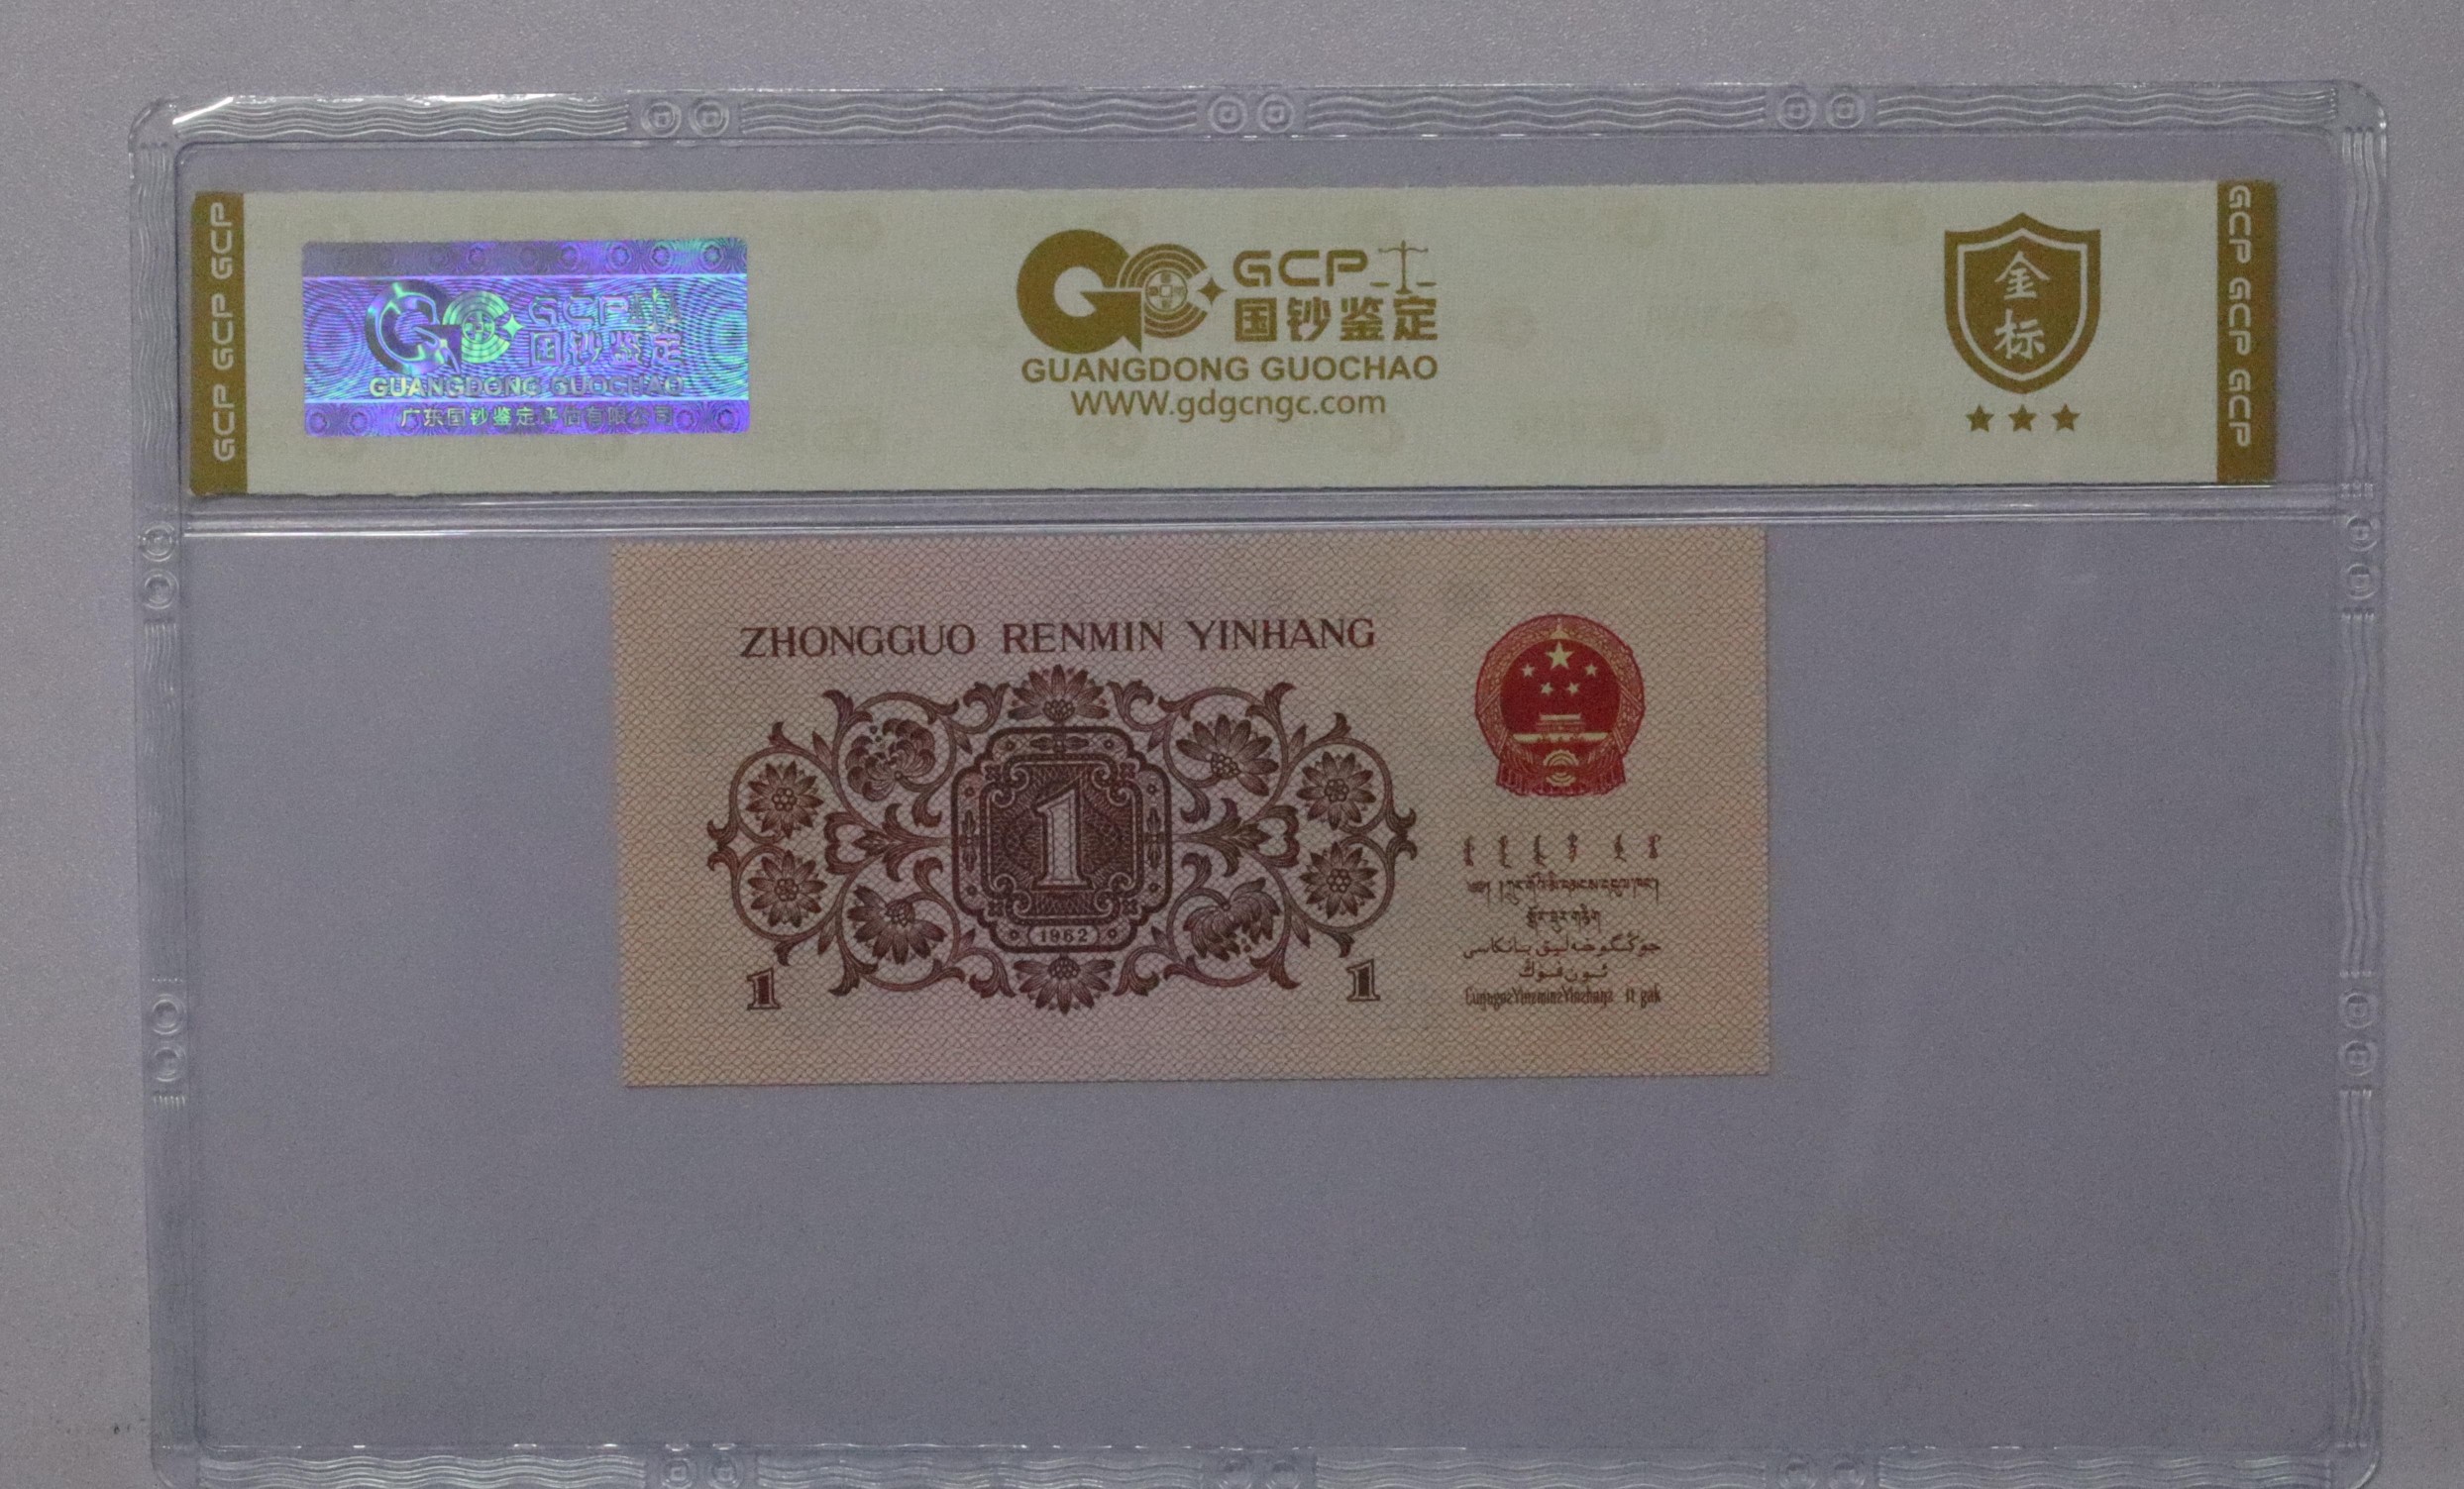 GCP GCP GCP
GCP
国钞鉴定
GUANGDONG GUOCHAO
广东国钞鉴定评估有限公司
GCP
国钞鉴定
GUANGDONG GUOCHAO
WWW.gdgcngc.com
金
标
GCP GCP GCP
ZHONGGUO RENMIN YINHANG
1
1962
1
1